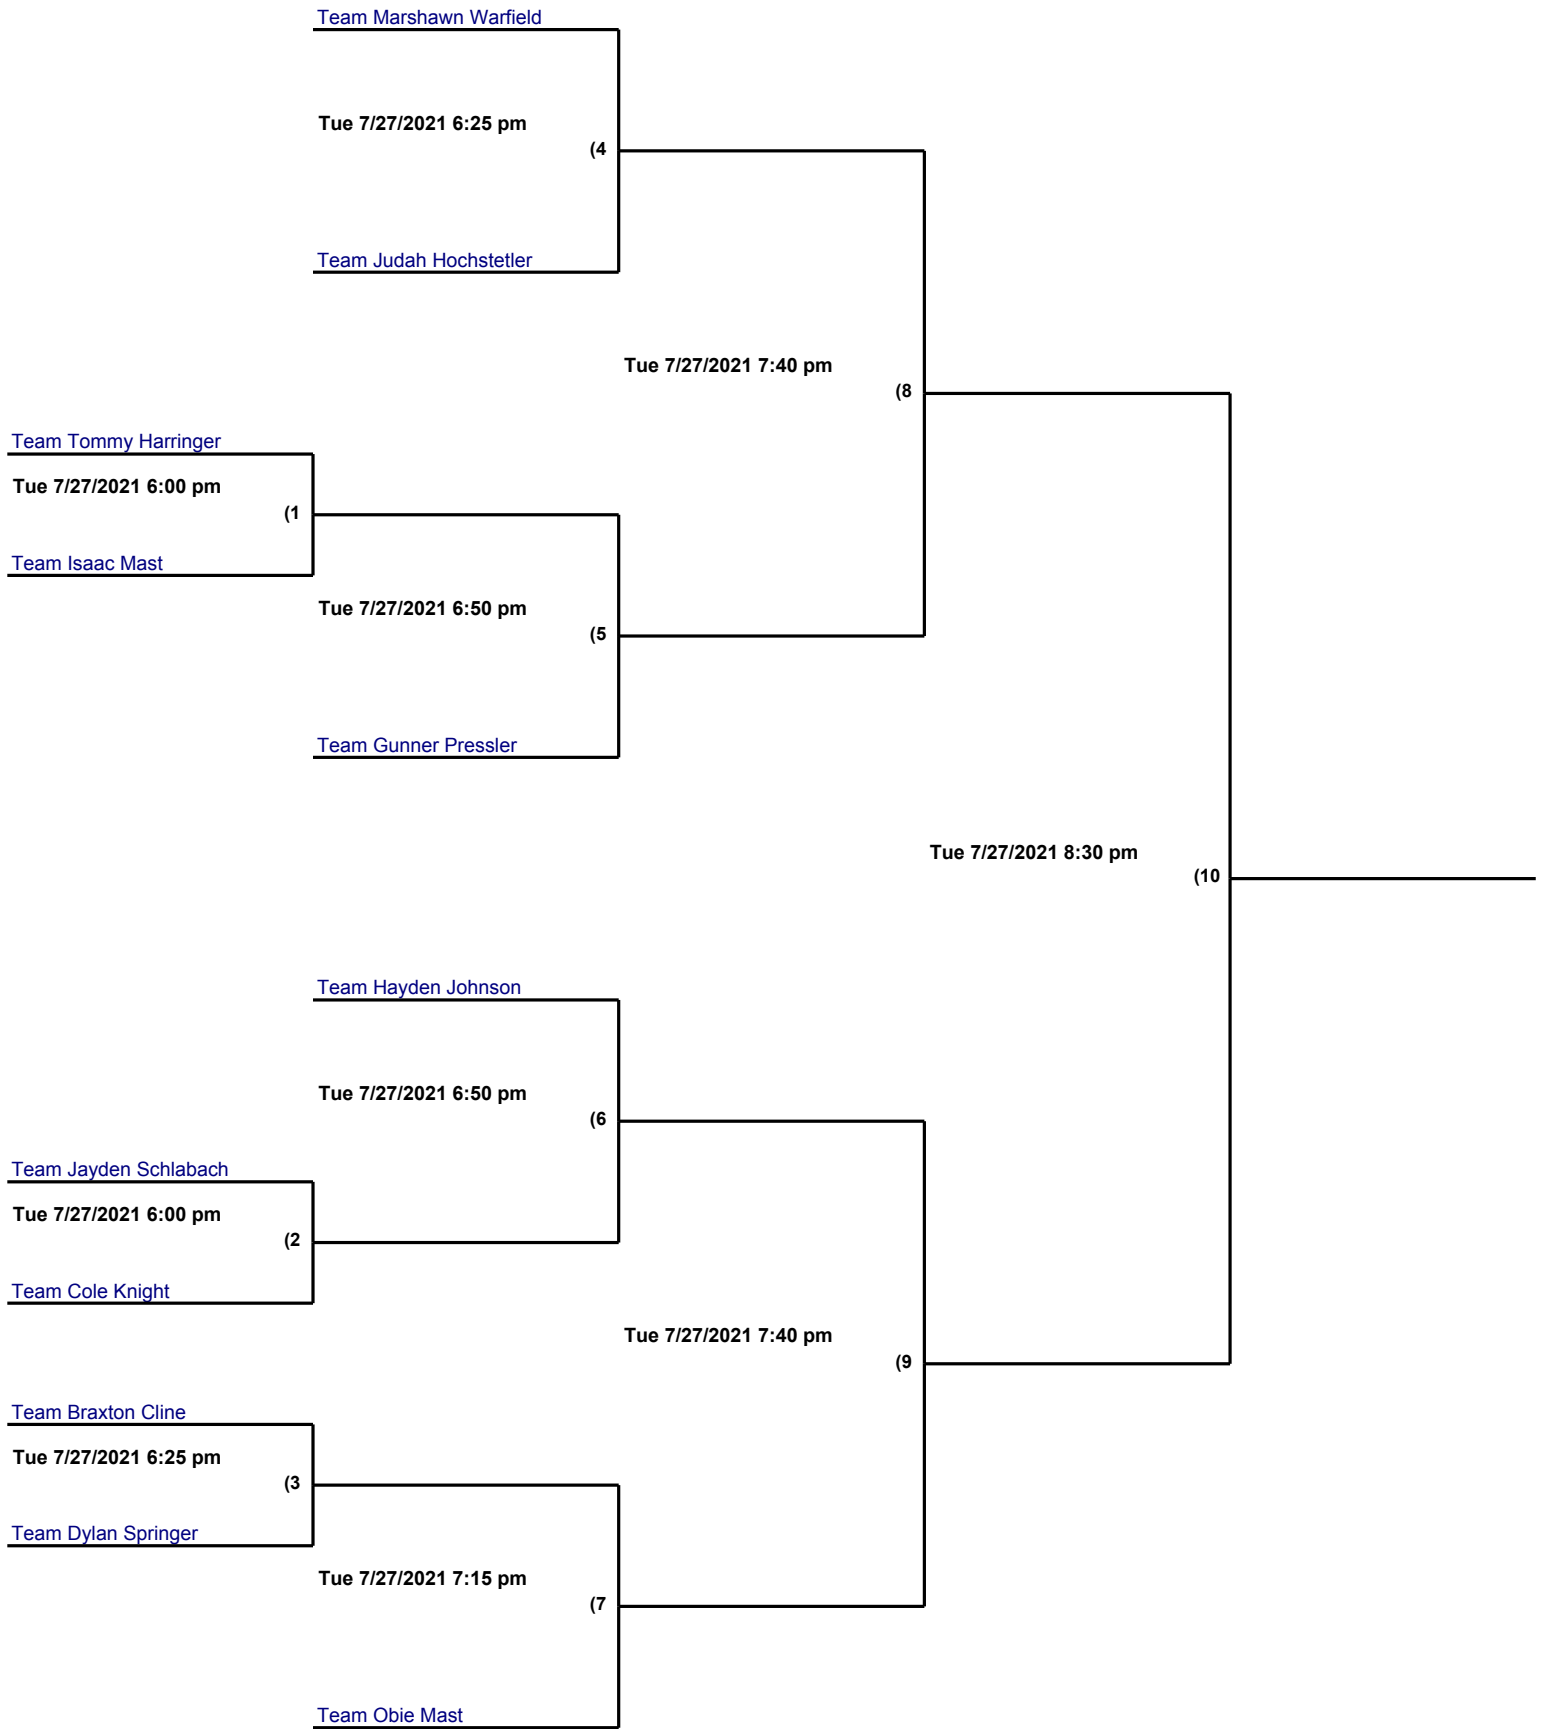 Team Marshawn Warfield
Tue 7/27/2021 6:25 pm
(4
Team Judah Hochstetler
Tue 7/27/2021 7:40 pm
(8
Team Tommy Harringer
Tue 7/27/2021 6:00 pm
(1
Team Isaac Mast
Tue 7/27/2021 6:50 pm
(5
Team Gunner Pressler
Tue 7/27/2021 8:30 pm
(10
Team Hayden Johnson
Tue 7/27/2021 6:50 pm
(6
Team Jayden Schlabach
Tue 7/27/2021 6:00 pm
(2
Team Cole Knight
Tue 7/27/2021 7:40 pm
(9
Team Braxton Cline
Tue 7/27/2021 6:25 pm
(3
Team Dylan Springer
Tue 7/27/2021 7:15 pm
(7
Team Obie Mast